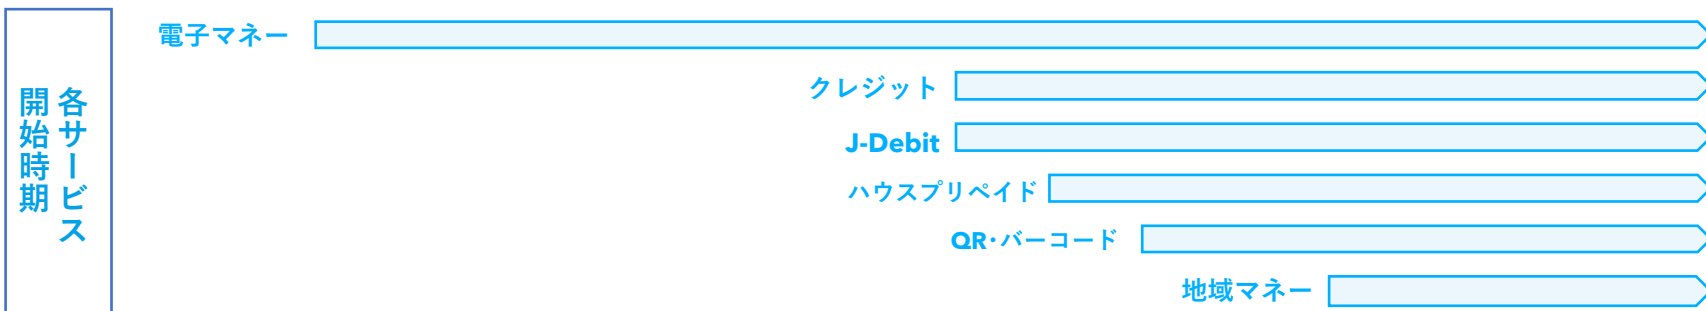 各サービス
開始時期
電子マネー
クレジット
J-Debit
ハウスプリペイド
QR・バーコード
地域マネー